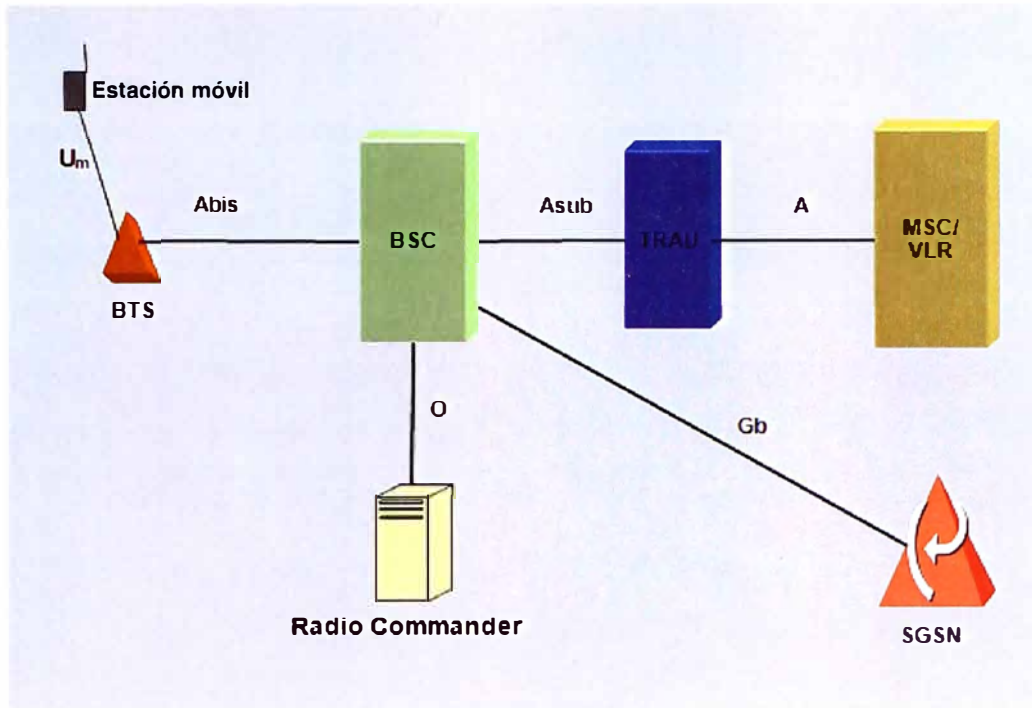 Estación móvil
Um
Abis
Asub
A
BSC
TRAU
MSC/
VLR
BTS
O
Gb
Radio Commander
SGSN